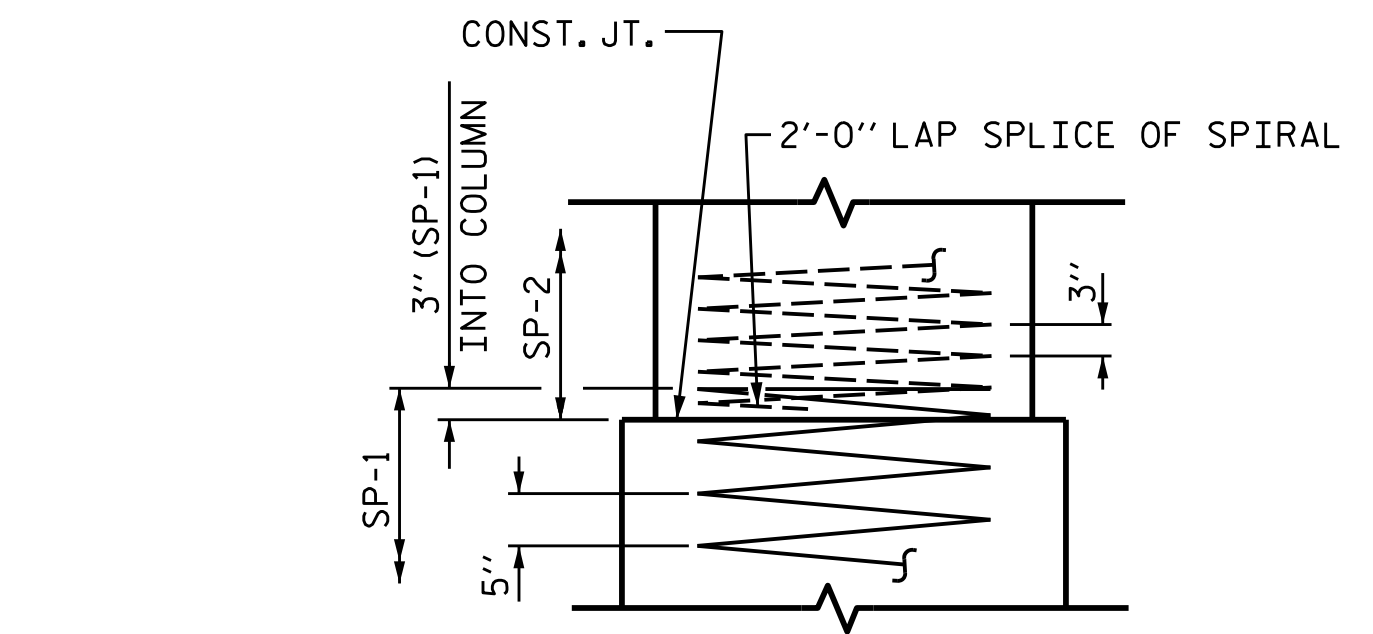 CONST. JT.
2'-0'' LAP SPLICE OF SPIRAL
3'' (SP-1)
INTO COLUMN
SP-2
3''
SP-1
5''